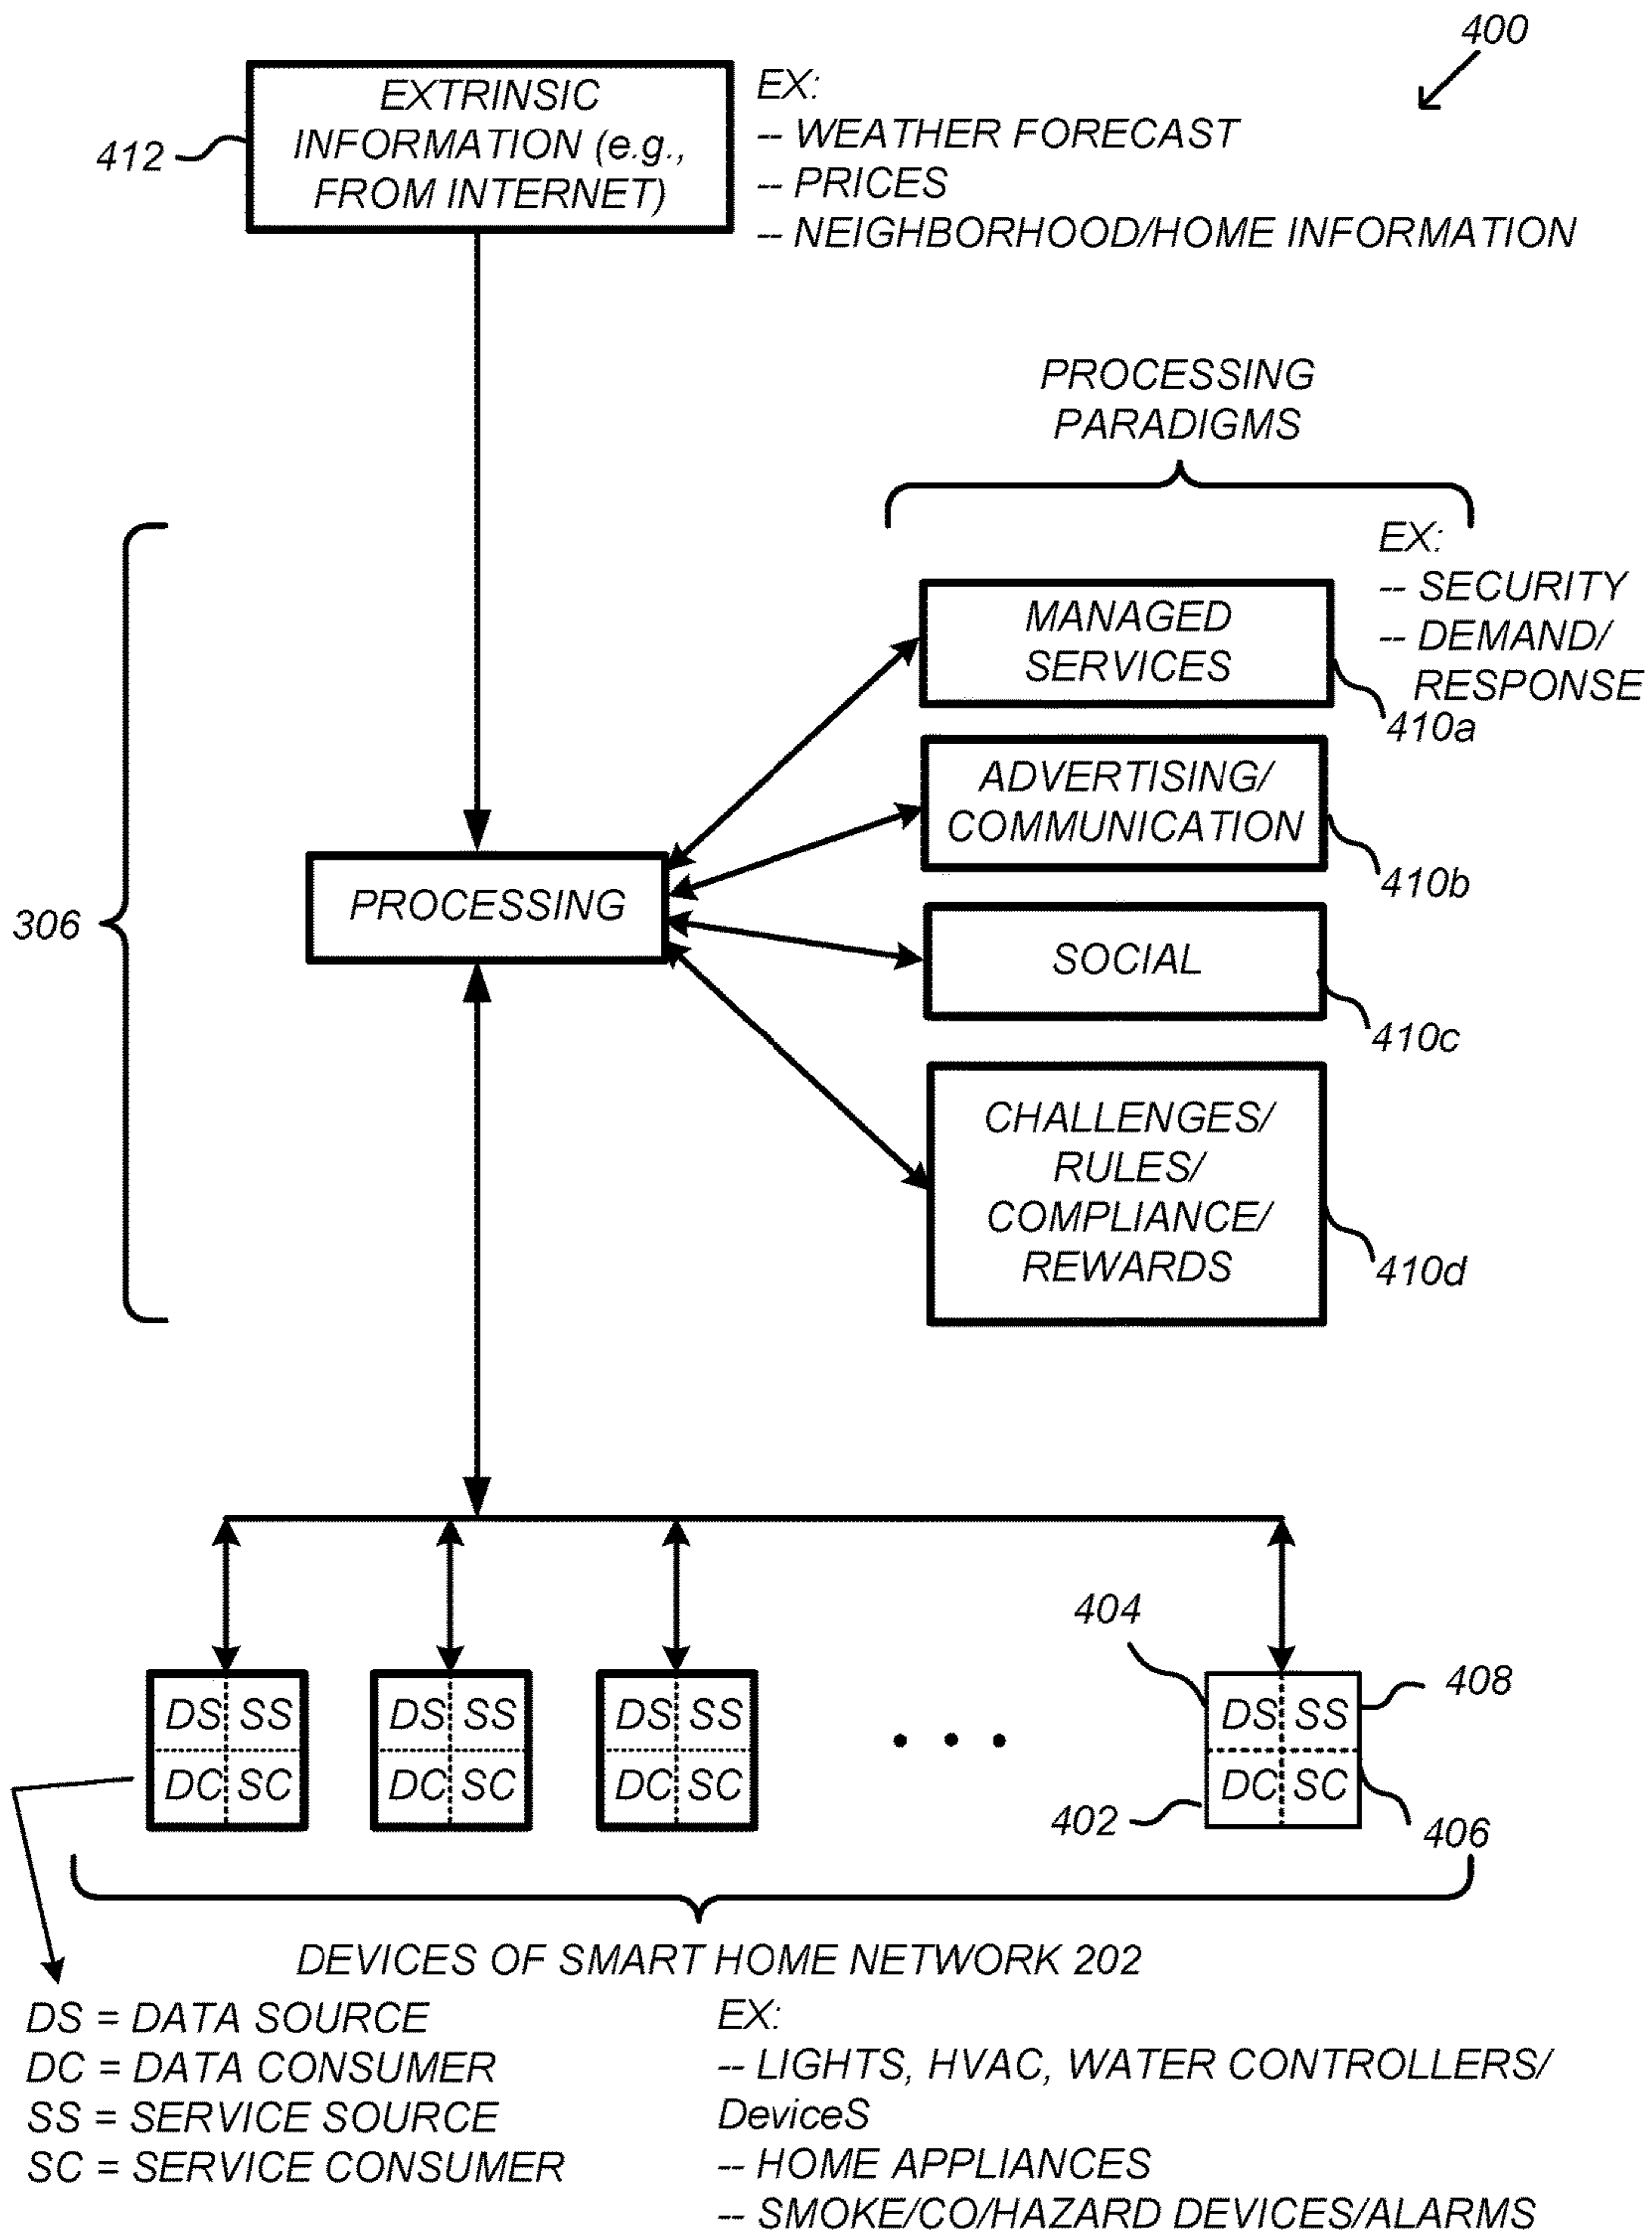 400
EXTRINSIC
INFORMATION (e.g.,
FROM INTERNET)
412
EX:
-- WEATHER FORECAST
-- PRICES
-- NEIGHBORHOOD/HOME INFORMATION
PROCESSING
PARADIGMS
EX:
-- SECURITY
-- DEMAND/
RESPONSE
MANAGED
SERVICES
410a
ADVERTISING/
COMMUNICATION
410b
306
PROCESSING
SOCIAL
410c
CHALLENGES/
RULES/
COMPLIANCE/
REWARDS
410d
404
408
DS SS
DC SC
DS SS
DC SC
DS SS
DC SC
• • •
DS SS
DC SC
402
406
DEVICES OF SMART HOME NETWORK 202
DS = DATA SOURCE
DC = DATA CONSUMER
SS = SERVICE SOURCE
SC = SERVICE CONSUMER
EX:
-- LIGHTS, HVAC, WATER CONTROLLERS/
DeviceS
-- HOME APPLIANCES
-- SMOKE/CO/HAZARD DEVICES/ALARMS